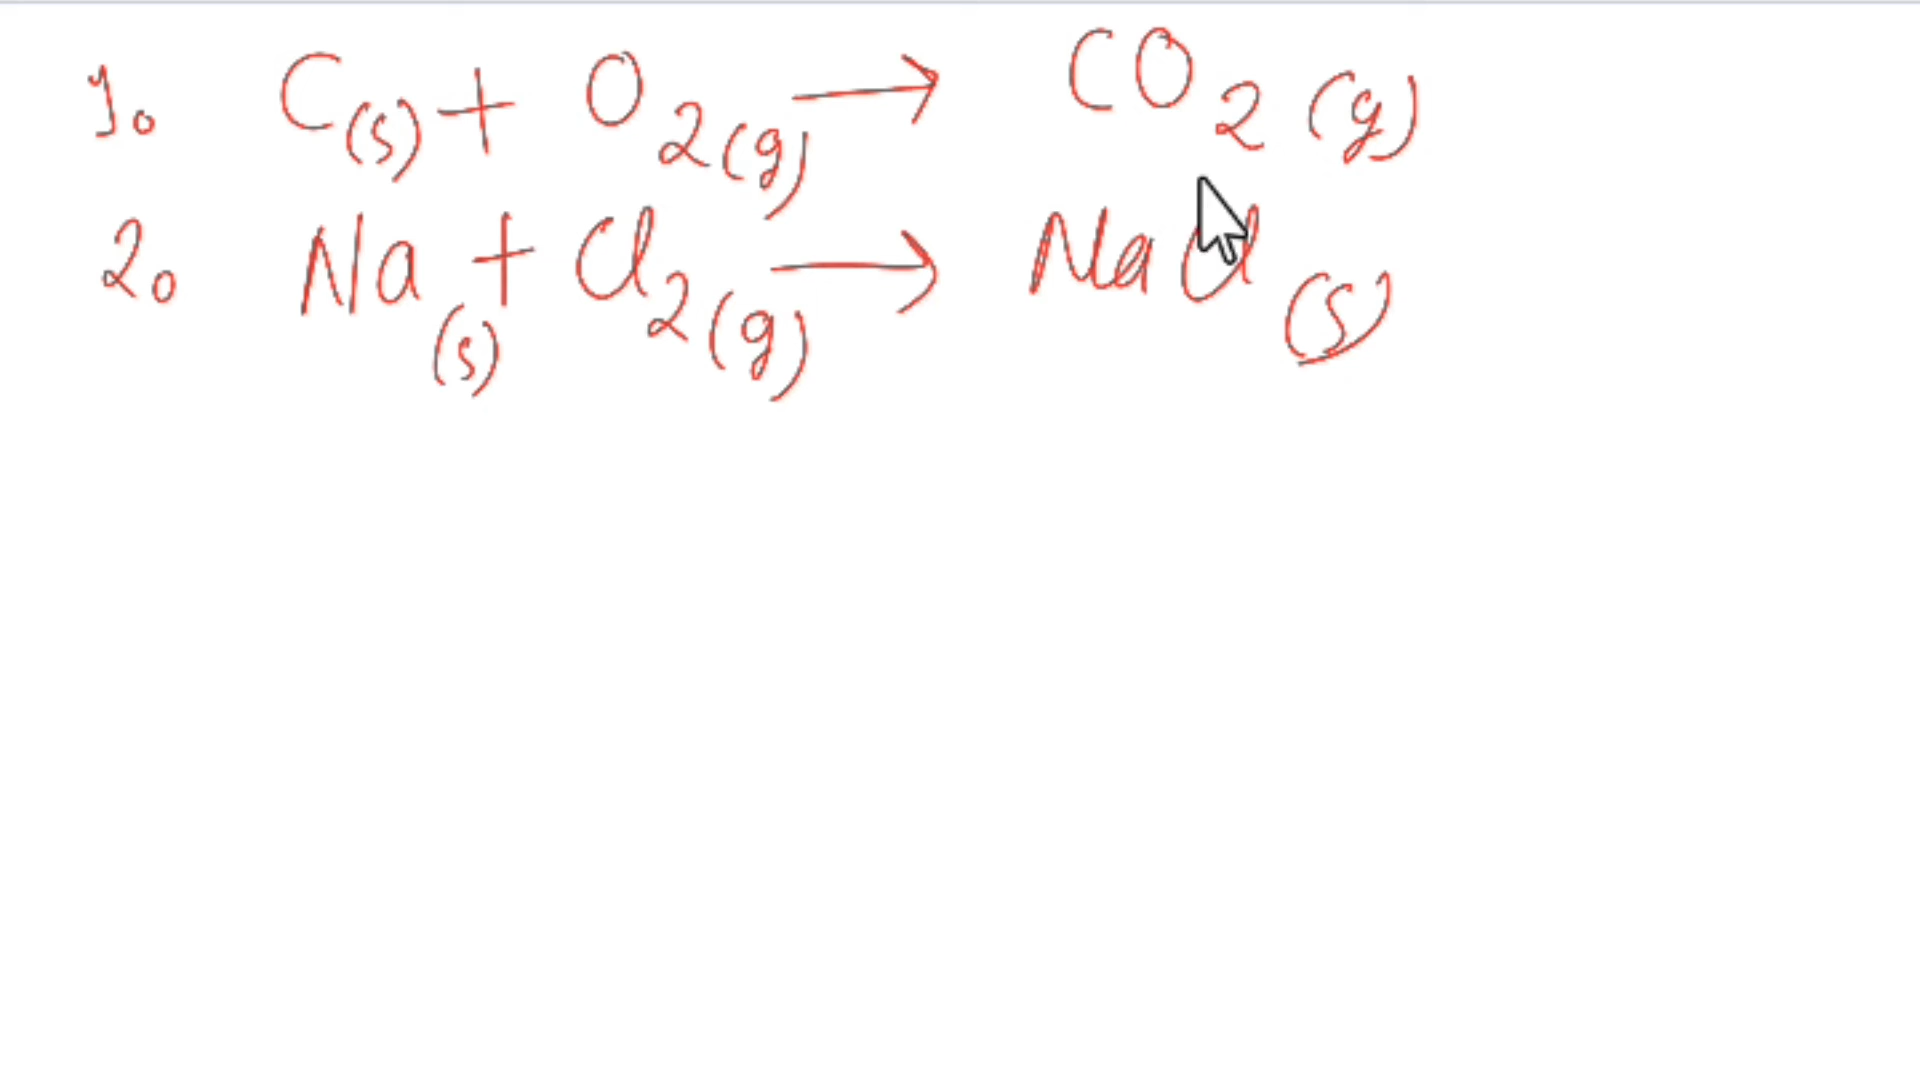 1. C(s) + O2(g) → CO2(g)
2. Na(s) + Cl2(g) → NaCl(s)